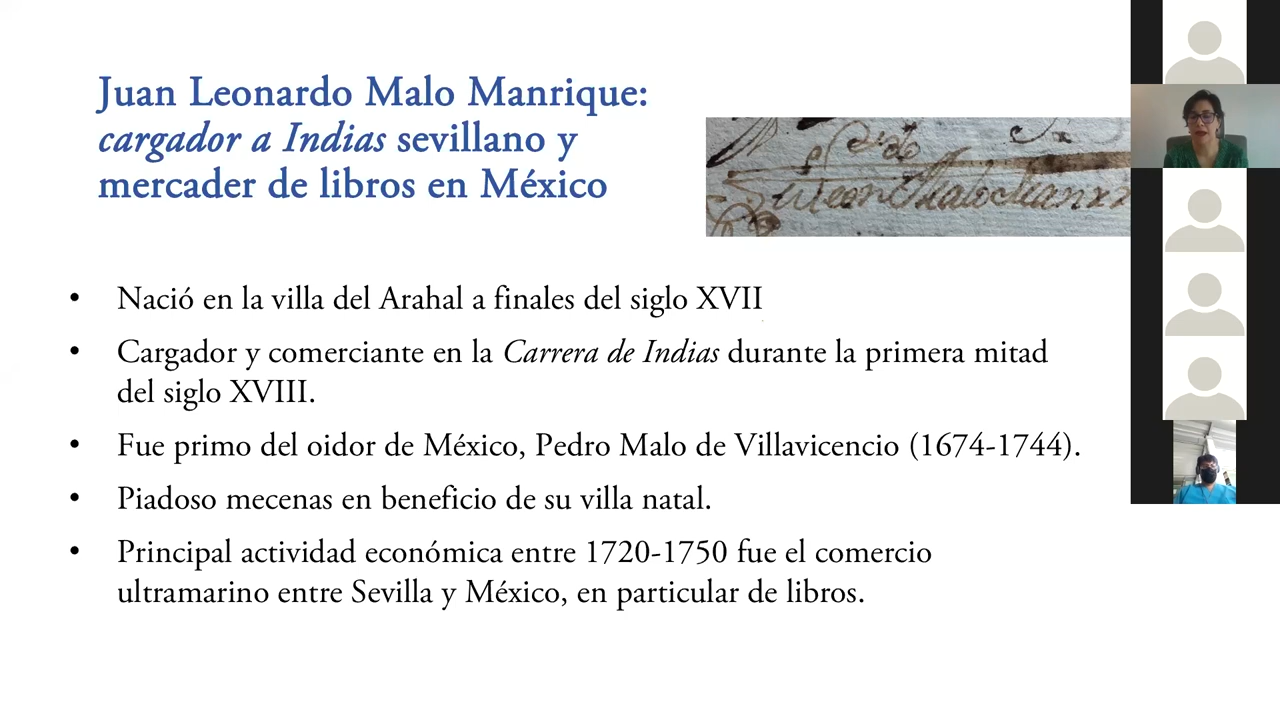 Juan Leonardo Malo Manrique:
cargador a Indias sevillano y
mercader de libros en México
• Nació en la villa del Arahal a finales del siglo XVII
• Cargador y comerciante en la Carrera de Indias durante la primera mitad
del siglo XVIII.
• Fue primo del oidor de México, Pedro Malo de Villavicencio (1674-1744).
• Piadoso mecenas en beneficio de su villa natal.
• Principal actividad económica entre 1720-1750 fue el comercio
ultramarino entre Sevilla y México, en particular de libros.